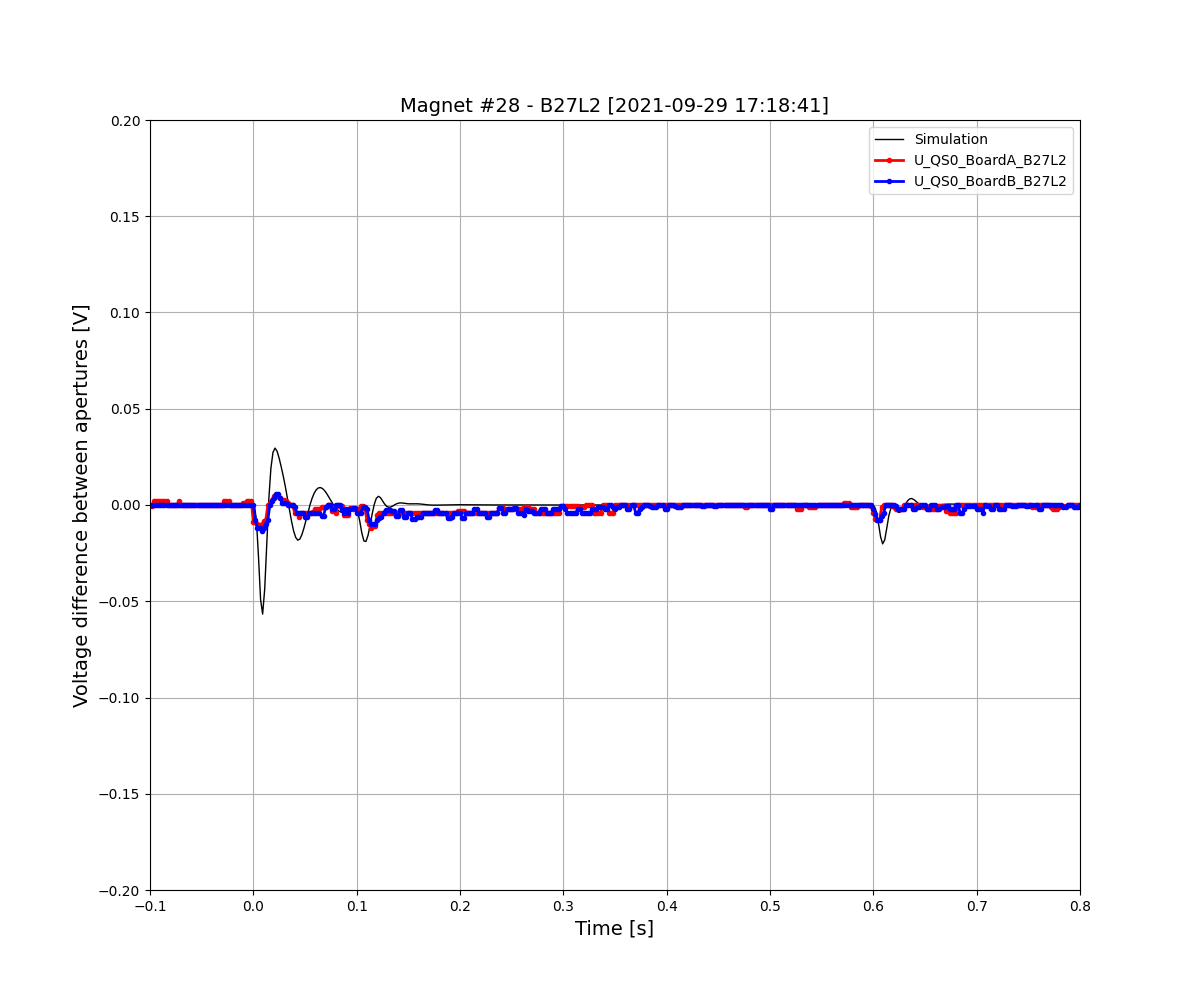 Magnet #28 - B27L2 [2021-09-29 17:18:41]
Simulation
U_QS0_BoardA_B27L2
U_QS0_BoardB_B27L2
Voltage difference between apertures [V]
0.20
0.15
0.10
0.05
0.00
−0.05
−0.10
−0.15
−0.20
−0.1 0.0 0.1 0.2 0.3 0.4 0.5 0.6 0.7 0.8
Time [s]